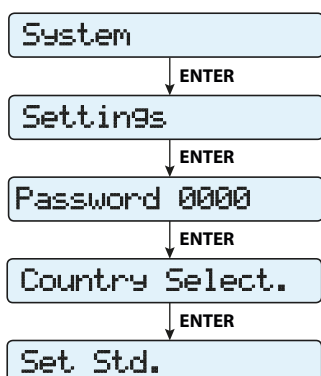 System
ENTER
Settings
ENTER
Password 0000
ENTER
Country Select.
ENTER
Set Std.